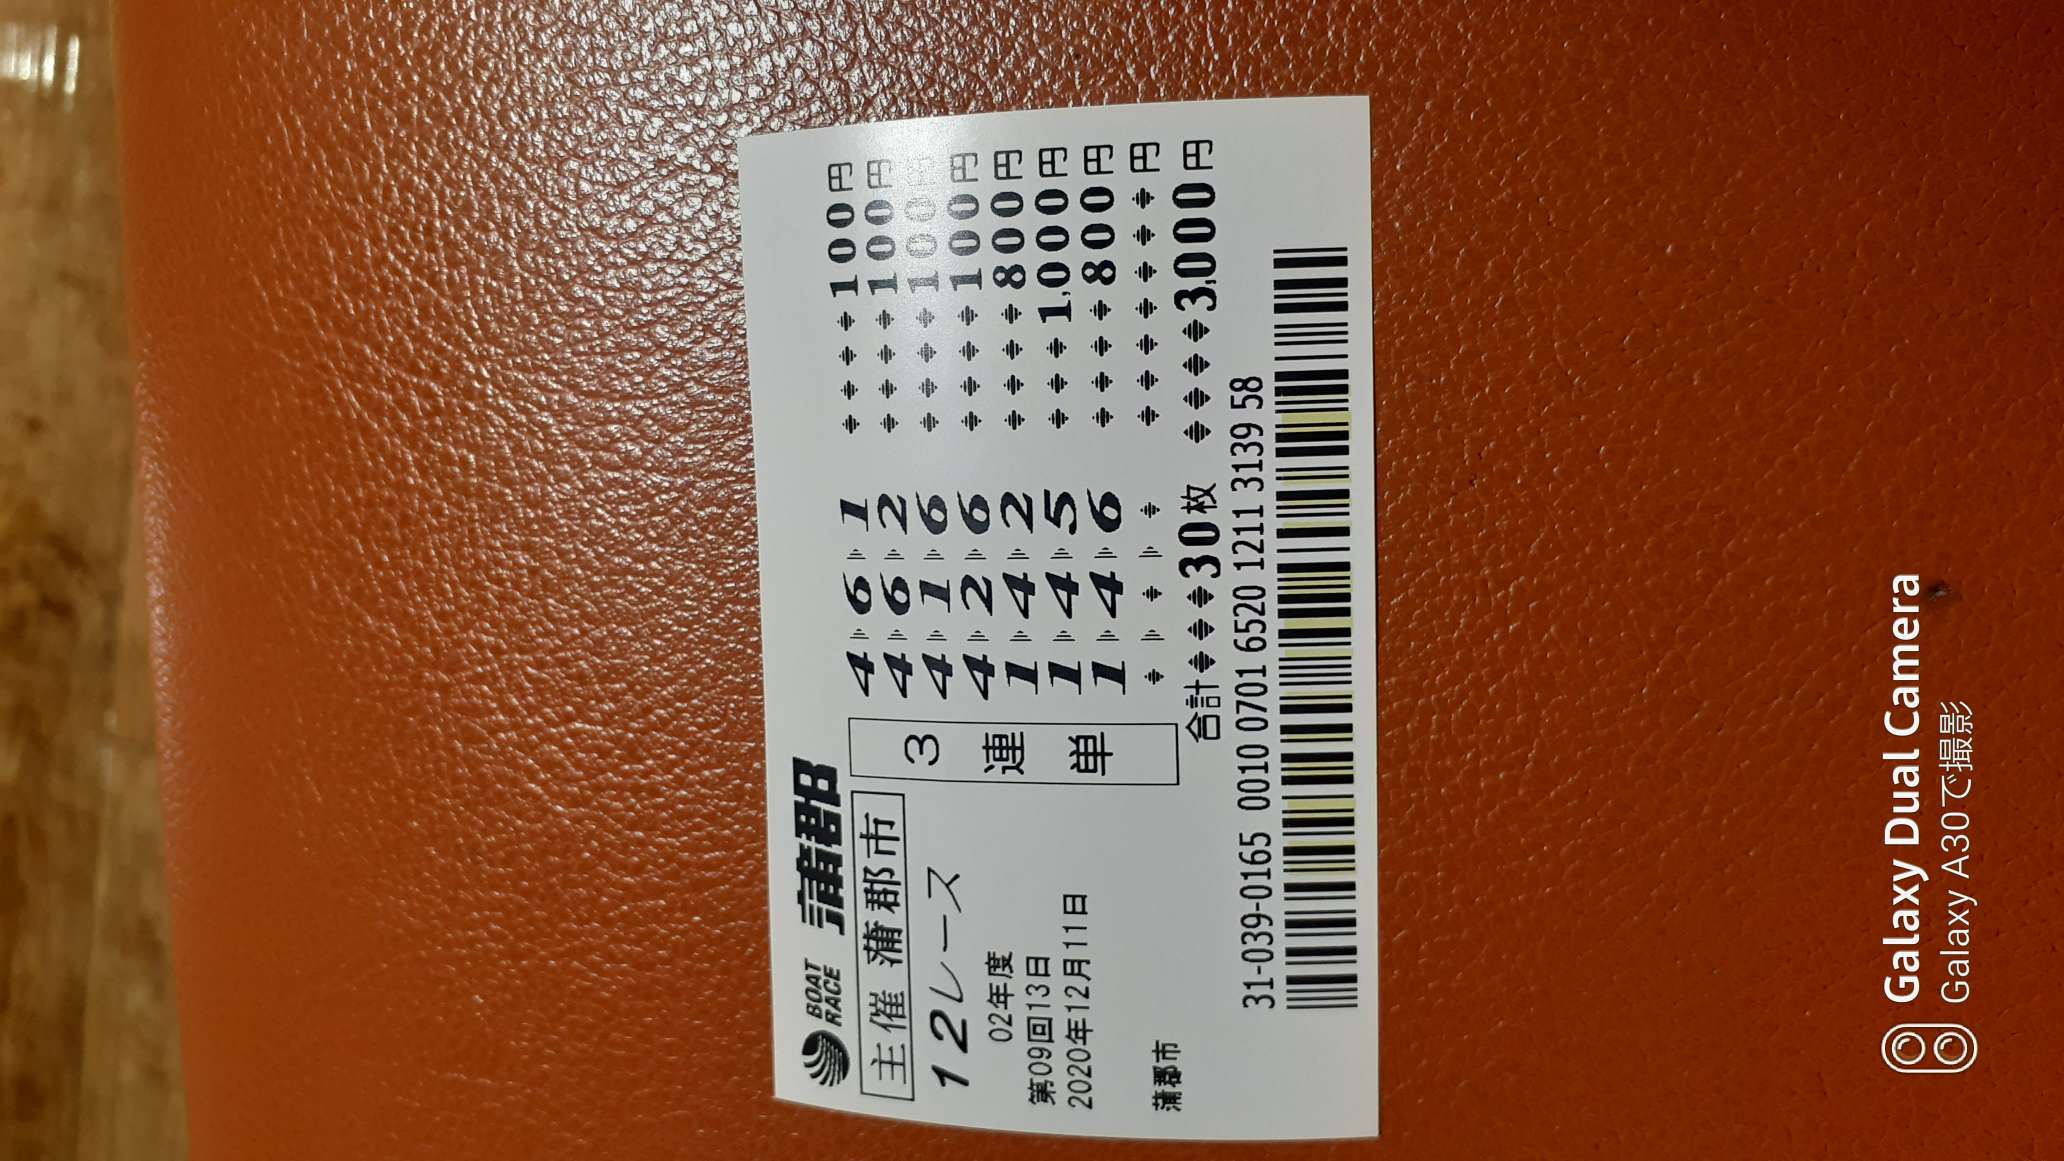 BOAT RACE 蒲郡
主催 蒲郡市
12レース
02年度
第09回13日
2020年12月11日
蒲郡市
3連単
4 6 1 100円
4 6 2 100円
4 1 6 100円
4 2 6 100円
1 4 2 800円
1 4 5 1,000円
1 4 6 800円
円
合計 30枚 3,000円
31-039-0165 0010 0701 6520 1211 3139 58
Galaxy Dual Camera
Galaxy A30で撮影